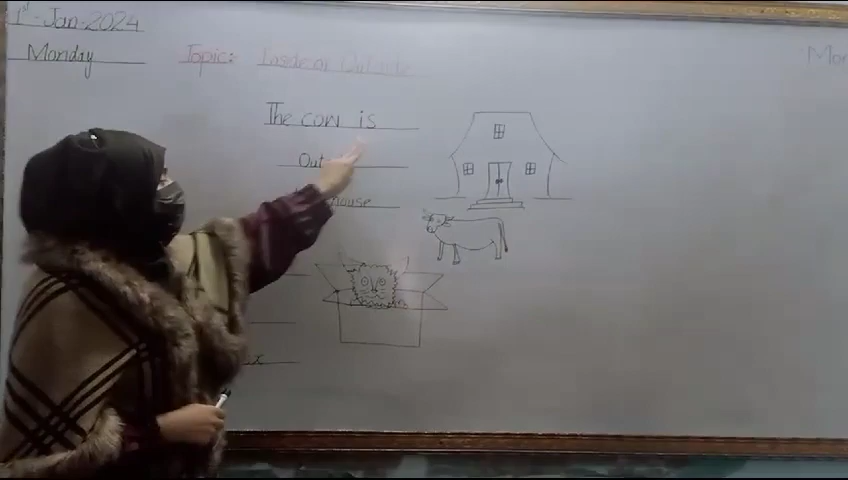 1st-Jan-2024
Monday
Topic: Inside or Outside
The cow is
Out
house